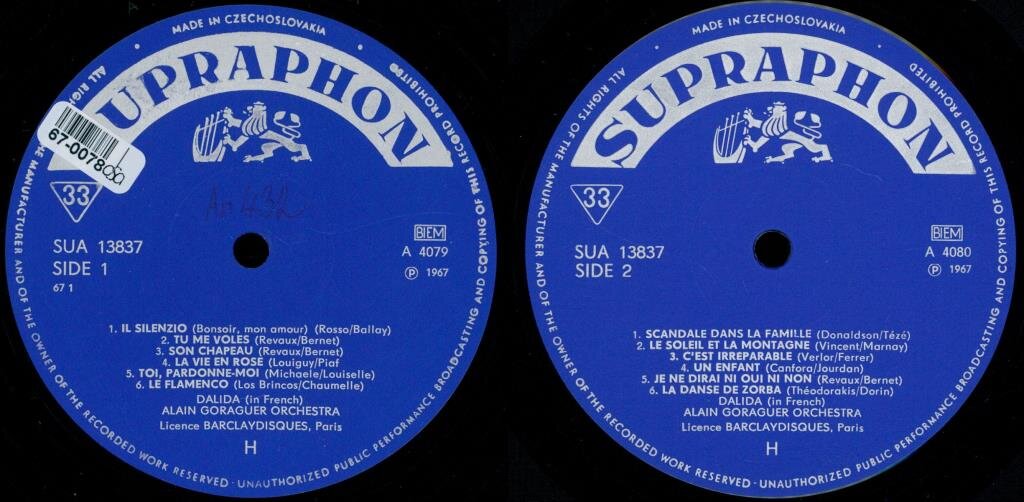 MADE IN CZECHOSLOVAKIA
SUPRAPHON
67-0078
33
SUA 13837
SIDE 1
67 1
BIEM
A 4079
Ⓟ 1967
1. IL SILENZIO (Bonsoir, mon amour) (Rosso/Ballay)
2. TU ME VOLES (Revaux/Bernet)
3. SON CHAPEAU (Revaux/Bernet)
4. LA VIE EN ROSE (Louiguy/Piaf
5. TOI, PARDONNE-MOI (Michaele/Louiselle)
6. LE FLAMENCO (Los Brincos/Chaumelle)
DALIDA (in French)
ALAIN GORAGUER ORCHESTRA
Licence BARCLAYDISQUES, Paris
H
ALL RIGHTS MANUFACTURER AND OF THE OWNER OF THE RECORDED WORK RESERVED - UNAUTHORIZED PUBLIC PERFORMANCE BROADCASTING AND COPYING OF THIS RECORD PROHIBITED
MADE IN CZECHOSLOVAKIA
SUPRAPHON
33
SUA 13837
SIDE 2
BIEM
A 4080
Ⓟ 1967
1. SCANDALE DANS LA FAMILLE (Donaldson/Tézé)
2. LE SOLEIL ET LA MONTAGNE (Vincent/Marnay)
3. C'EST IRREPARABLE (Verlor/Ferrer)
4. UN ENFANT (Canfora/Jourdan)
5. JE NE DIRAI NI OUI NI NON (Revaux/Bernet)
6. LA DANSE DE ZORBA (Théodorakis/Dorin)
DALIDA (in French)
ALAIN GORAGUER ORCHESTRA
Licence BARCLAYDISQUES, Paris
H
ALL RIGHTS OF THE MANUFACTURER AND OF THE OWNER OF THE RECORDED WORK RESERVED - UNAUTHORIZED PUBLIC PERFORMANCE BROADCASTING AND COPYING OF THIS RECORD PROHIBITED